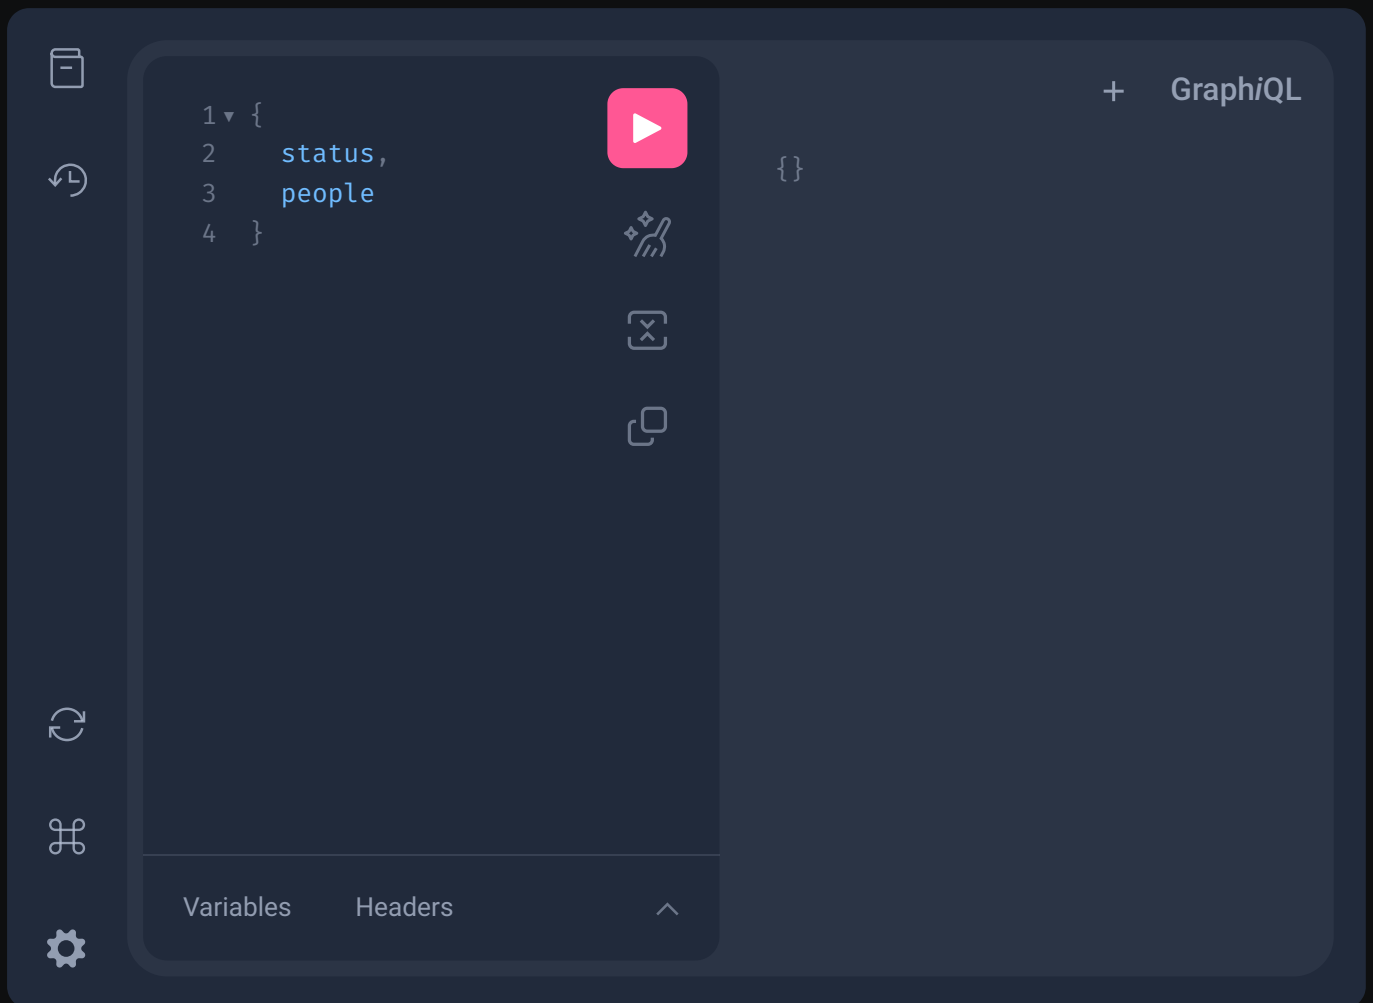 1 {
2 status,
3 people
4 }
+ GraphiQL
{}
Variables Headers